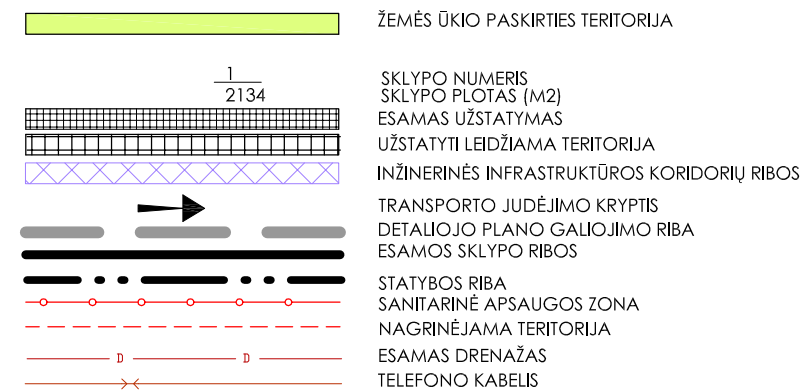 ŽEMĖS ŪKIO PASKIRTIES TERITORIJA
1
2134
SKLYPO NUMERIS
SKLYPO PLOTAS (M2)
ESAMAS UŽSTATYMAS
UŽSTATYTI LEIDŽIAMA TERITORIJA
INŽINERINĖS INFRASTRUKTŪROS KORIDORIŲ RIBOS
TRANSPORTO JUDĖJIMO KRYPTIS
DETALIOJO PLANO GALIOJIMO RIBA
ESAMOS SKLYPO RIBOS
STATYBOS RIBA
SANITARINĖ APSAUGOS ZONA
NAGRINĖJAMA TERITORIJA
D D ESAMAS DRENAŽAS
TELEFONO KABELIS